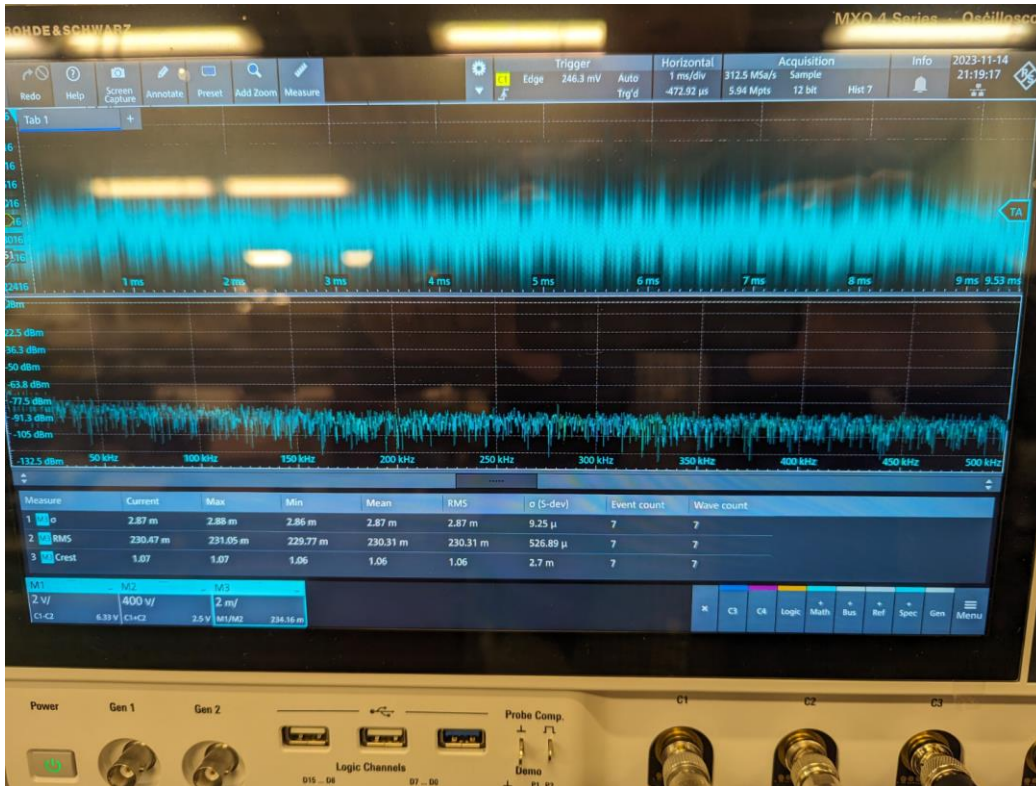 ROHDE&SCHWARZ
MXO 4 Series · Oscillosco
Redo
Help
Screen Capture
Annotate
Preset
Add Zoom
Measure
C1 Edge 246.3 mV Auto
Trg'd
Trigger
Horizontal
1 ms/div
-472.92 µs
Acquisition
312.5 MSa/s Sample
5.94 Mpts 12 bit Hist 7
Info
2023-11-14
21:19:17
Tab 1 +
TA
1 ms 2 ms 3 ms 4 ms 5 ms 6 ms 7 ms 8 ms 9 ms 9.53 ms
22.5 dBm
-36.3 dBm
-50 dBm
-63.8 dBm
-77.5 dBm
-91.3 dBm
-105 dBm
-132.5 dBm
50 kHz 100 kHz 150 kHz 200 kHz 250 kHz 300 kHz 350 kHz 400 kHz 450 kHz 500 kHz
Measure Current Max Min Mean RMS σ (S-dev) Event count Wave count
1 M3 σ 2.87 m 2.88 m 2.86 m 2.87 m 2.87 m 9.25 µ 7 ?
2 M3 RMS 230.47 m 231.05 m 229.77 m 230.31 m 230.31 m 526.89 µ 7 ?
3 M3 Crest 1.07 1.07 1.06 1.06 1.06 2.7 m 7 ?
M1 M2 M3
2 V/ 400 V/ 2 m/
C1-C2 6.33 V C1+C2 2.5 V M1/M2 234.16 m
C3 C4 Logic Math Bus Ref Spec Gen Menu
Power
Gen 1
Gen 2
Logic Channels
D15 ... D8
D7 ... D0
Probe Comp.
Demo
C1
C2
C3